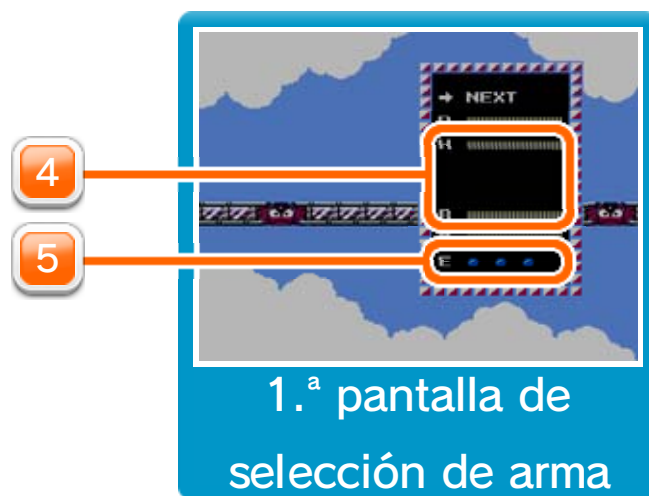 → NEXT
4
5
E
1.ª pantalla de
selección de arma